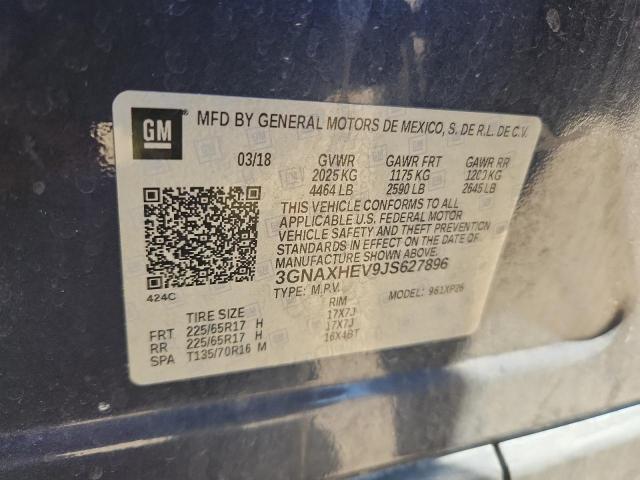 GM
MFD BY GENERAL MOTORS DE MEXICO, S. DE R.L. DE C.V.
03/18 GVWR GAWR FRT GAWR RR
2025 KG 1175 KG 1200 KG
4464 LB 2590 LB 2645 LB
THIS VEHICLE CONFORMS TO ALL
APPLICABLE U.S. FEDERAL MOTOR
VEHICLE SAFETY AND THEFT PREVENTION
STANDARDS IN EFFECT ON THE DATE OF
MANUFACTURE SHOWN ABOVE.
3GNAXHEV9JS627896
424C
TYPE: M.P.V. MODEL: 961XP26
TIRE SIZE RIM
FRT 225/65R17 H 17X7J
RR 225/65R17 H 17X7J
SPA T135/70R16 M 16X4BT